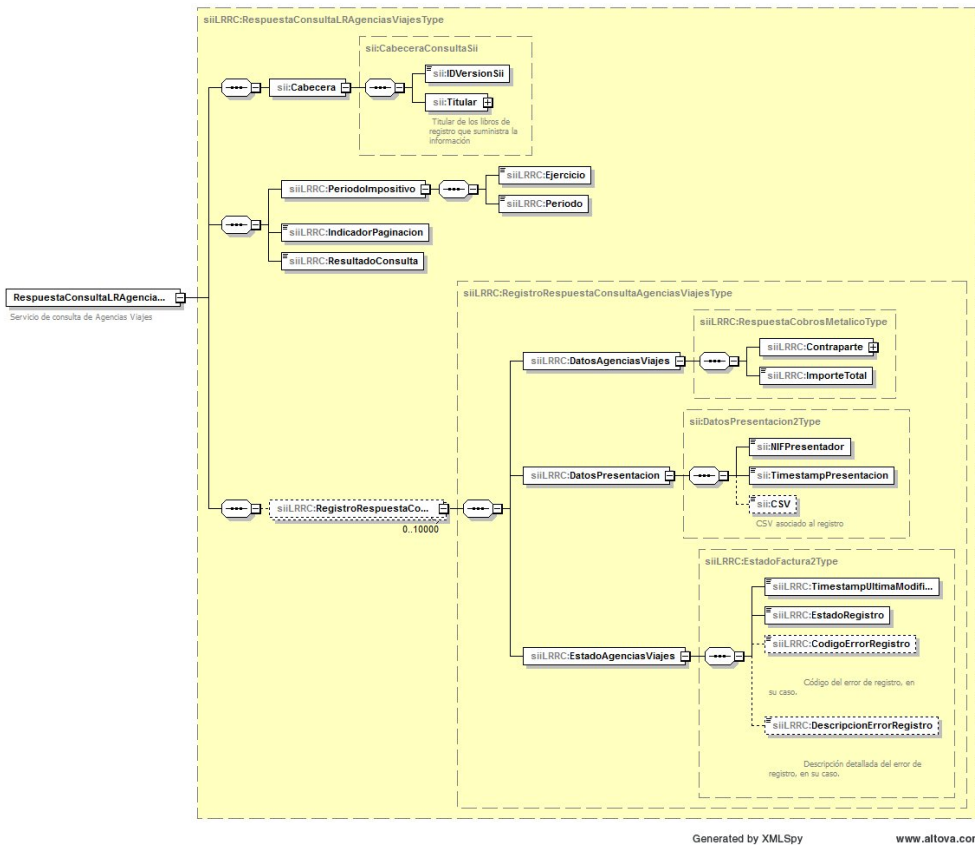 siiLRRC:RespuestaConsultaLRAgenciasViajesType
sii:CabeceraConsultaSii
sii:IDVersionSii
sii:Cabecera
sii:Titular
Titular de los libros de
registro que suministra la
información
siiLRRC:PeriodoImpositivo
siiLRRC:Ejercicio
siiLRRC:Periodo
siiLRRC:IndicadorPaginacion
siiLRRC:ResultadoConsulta
RespuestaConsultaLRAgencia...
Servicio de consulta de Agencias Viajes
siiLRRC:RegistroRespuestaConsultaAgenciasViajesType
siiLRRC:RespuestaCobrosMetalicoType
siiLRRC:Contraparte
siiLRRC:DatosAgenciasViajes
siiLRRC:ImporteTotal
sii:DatosPresentacion2Type
sii:NIFPresentador
siiLRRC:DatosPresentacion
sii:TimestampPresentacion
sii:CSV
CSV asociado al registro
siiLRRC:RegistroRespuestaCo...
0..10000
siiLRRC:EstadoFactura2Type
siiLRRC:TimestampUltimaModifi...
siiLRRC:EstadoRegistro
siiLRRC:CodigoErrorRegistro
siiLRRC:EstadoAgenciasViajes
Código del error de registro, en
su caso.
siiLRRC:DescripcionErrorRegistro
Descripción detallada del error de
registro, en su caso.
Generated by XMLSpy
www.altova.com